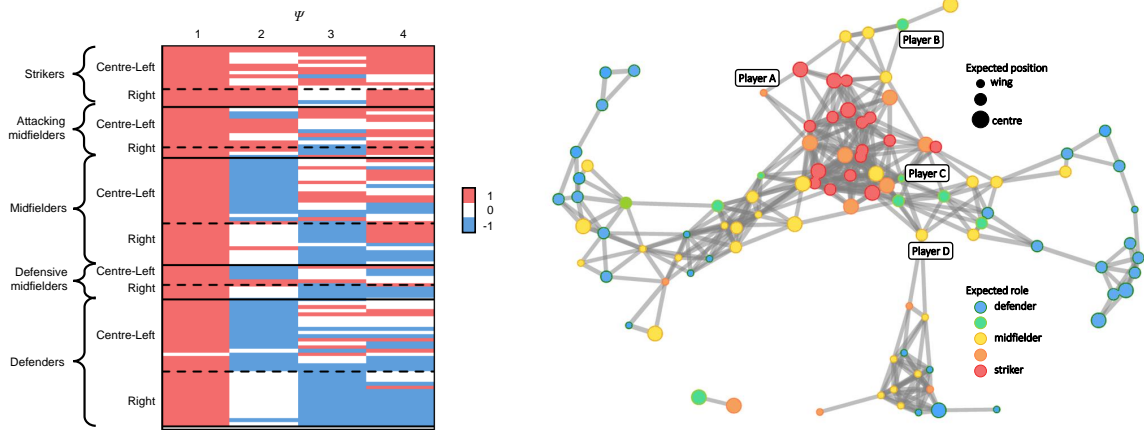 Ψ
1 2 3 4
Strikers
Centre-Left
Right
Attacking
midfielders
Centre-Left
Right
Midfielders
Centre-Left
Right
Defensive
midfielders
Centre-Left
Right
Defenders
Centre-Left
Right
1
0
-1
Player A
Player B
Player C
Player D
Expected position
wing
centre
Expected role
defender
midfielder
striker